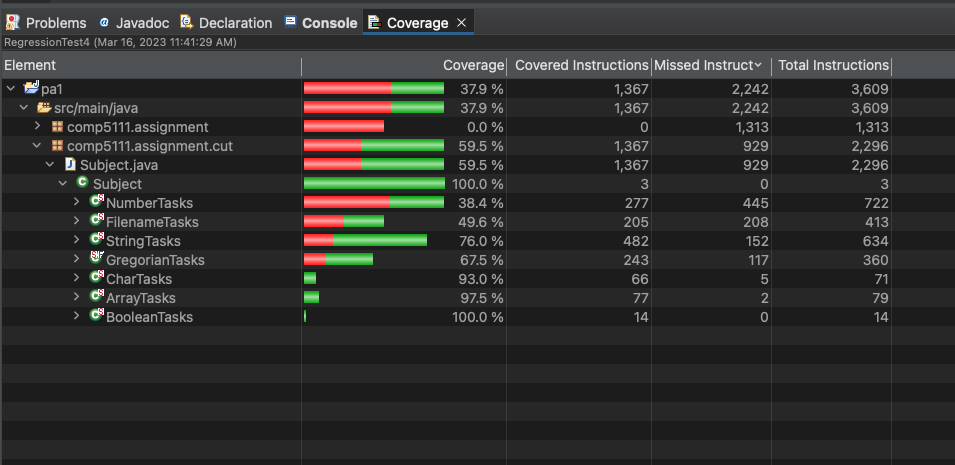 Problems @ Javadoc Declaration Console Coverage
RegressionTest4 (Mar 16, 2023 11:41:29 AM)
Element Coverage Covered Instructions Missed Instruct Total Instructions
pa1 37.9 % 1,367 2,242 3,609
src/main/java 37.9 % 1,367 2,242 3,609
comp5111.assignment 0.0 % 0 1,313 1,313
comp5111.assignment.cut 59.5 % 1,367 929 2,296
Subject.java 59.5 % 1,367 929 2,296
Subject 100.0 % 3 0 3
NumberTasks 38.4 % 277 445 722
FilenameTasks 49.6 % 205 208 413
StringTasks 76.0 % 482 152 634
GregorianTasks 67.5 % 243 117 360
CharTasks 93.0 % 66 5 71
ArrayTasks 97.5 % 77 2 79
BooleanTasks 100.0 % 14 0 14